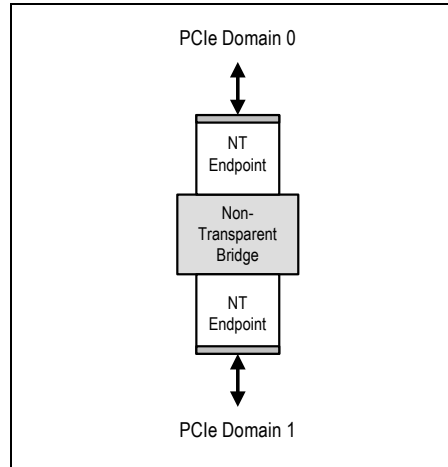 PCIe Domain 0
NT
Endpoint
Non-
Transparent
Bridge
NT
Endpoint
PCIe Domain 1